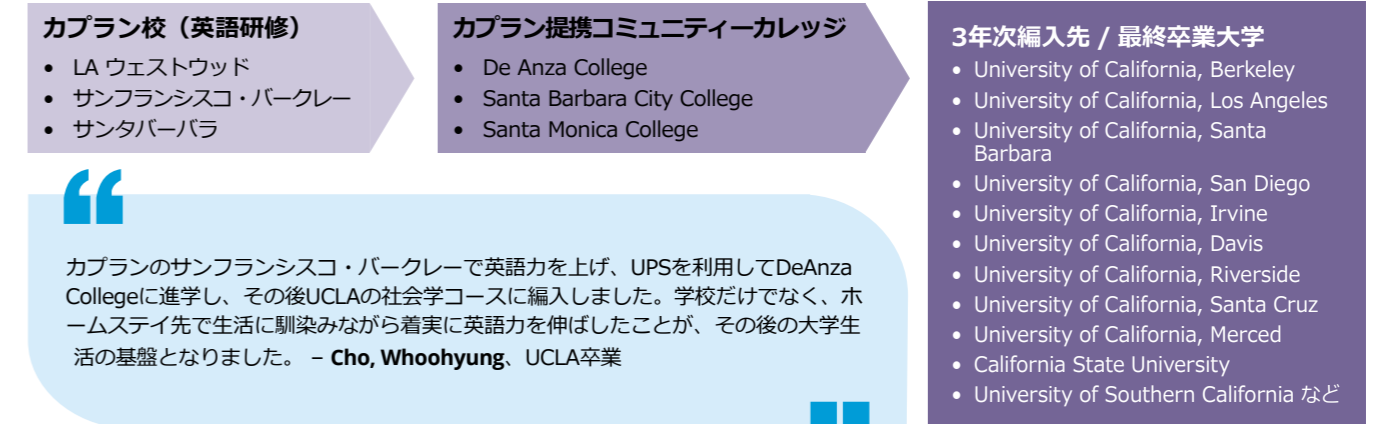 カプラン校（英語研修）
• LA ウェストウッド
• サンフランシスコ・バークレー
• サンタバーバラ
カプラン提携コミュニティーカレッジ
• De Anza College
• Santa Barbara City College
• Santa Monica College
3年次編入先 / 最終卒業大学
• University of California, Berkeley
• University of California, Los Angeles
• University of California, Santa
Barbara
• University of California, San Diego
• University of California, Irvine
• University of California, Davis
• University of California, Riverside
• University of California, Santa Cruz
• University of California, Merced
• California State University
• University of Southern California など
カプランのサンフランシスコ・バークレーで英語力を上げ、UPSを利用してDeAnza
Collegeに進学し、その後UCLAの社会学コースに編入しました。学校だけでなく、ホ
ームステイ先で生活に馴染みながら着実に英語力を伸ばしたことが、その後の大学生
活の基盤となりました。 – Cho, Whoohyung、UCLA卒業